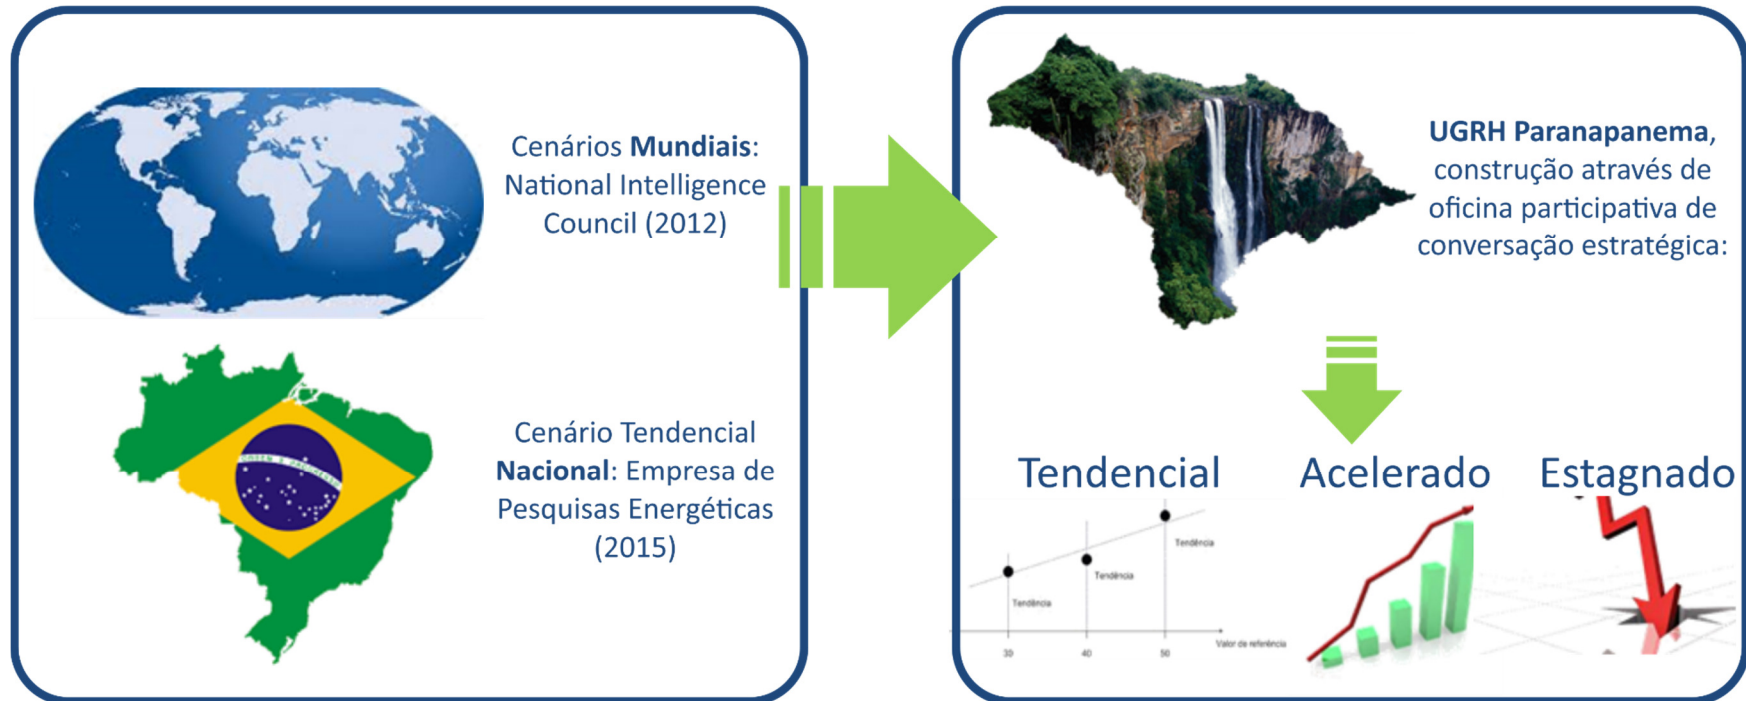 Cenários Mundiais:
National Intelligence
Council (2012)
Cenário Tendencial
Nacional: Empresa de
Pesquisas Energéticas
(2015)
UGRH Paranapanema,
construção através de
oficina participativa de
conversação estratégica:
Tendencial
Acelerado
Estagnado
Tendência
Tendência
Tendência
Valor de referência
30
40
50